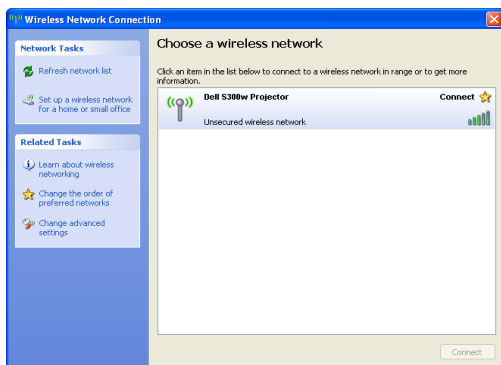 Wireless Network Connection
Network Tasks
Refresh network list
Set up a wireless network
for a home or small office
Related Tasks
Learn about wireless
networking
Change the order of
preferred networks
Change advanced
settings
Choose a wireless network
Click an item in the list below to connect to a wireless network in range or to get more
information.
Dell S300w Projector
Connect
Unsecured wireless network
Connect